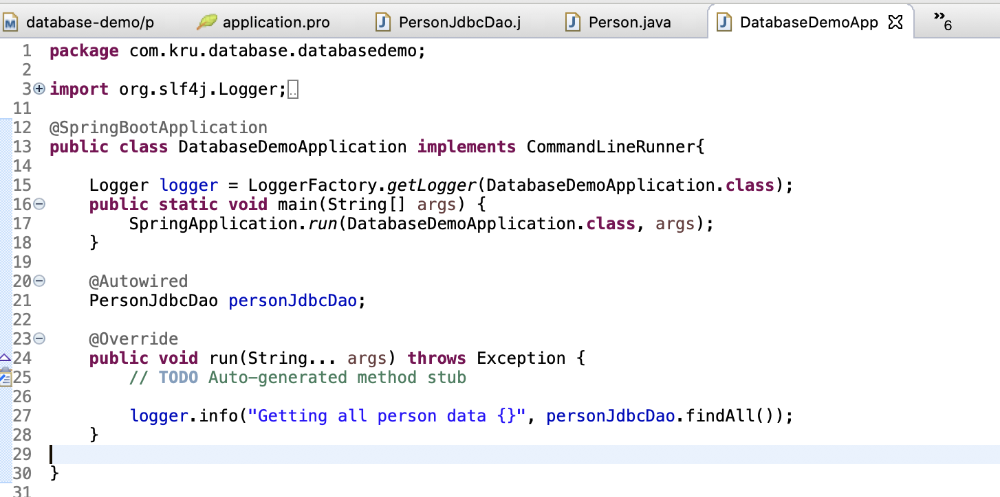 database-demo/p application.pro PersonJdbcDao.j Person.java DatabaseDemoApp »6
1 package com.kru.database.databasedemo;
2
3 import org.slf4j.Logger;
11
12 @SpringBootApplication
13 public class DatabaseDemoApplication implements CommandLineRunner{
14
15 Logger logger = LoggerFactory.getLogger(DatabaseDemoApplication.class);
16 public static void main(String[] args) {
17 SpringApplication.run(DatabaseDemoApplication.class, args);
18 }
19
20 @Autowired
21 PersonJdbcDao personJdbcDao;
22
23 @Override
24 public void run(String... args) throws Exception {
25 // TODO Auto-generated method stub
26
27 logger.info("Getting all person data {}", personJdbcDao.findAll());
28 }
29
30 }
31